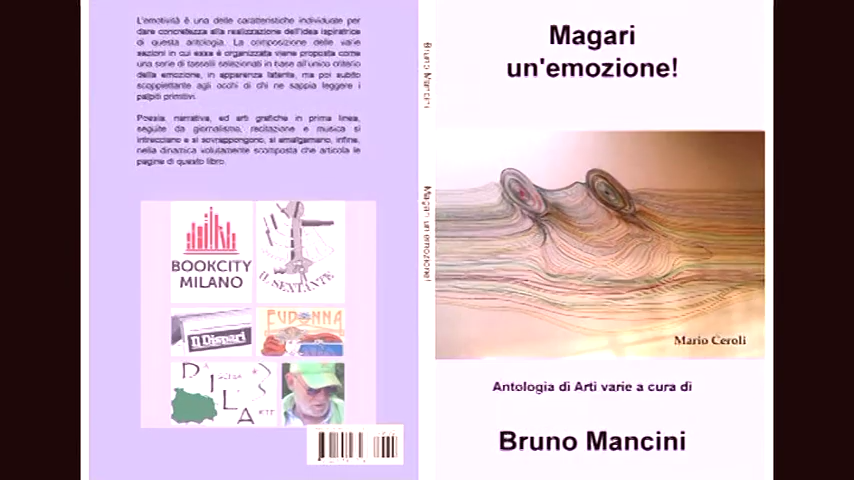 L'emotività è una delle caratteristiche individuate per
dare concretezza alla realizzazione dell'idea ispiratrice
di questa antologia. La composizione delle varie
sezioni in cui essa è organizzata viene proposta come
una serie di tasselli selezionati in base all'unico criterio
della emozione, in apparenza latente, ma poi subito
scoppiettante agli occhi di chi ne sappia leggere i
palpiti primitivi.
Poesia, narrativa, ed arti grafiche in prima linea,
seguite da giornalismo, recitazione e musica si
intrecciano e si sovrappongono, si amalgamano, infine,
nella dinamica volutamente scomposta che articola le
pagine di questo libro.
BOOKCITY
MILANO
IL SESTANTE
Il Dispari
EUDONNA
DILA
Bruno Mancini
Magari un'emozione!
Magari
un'emozione!
Mario Ceroli
Antologia di Arti varie a cura di
Bruno Mancini